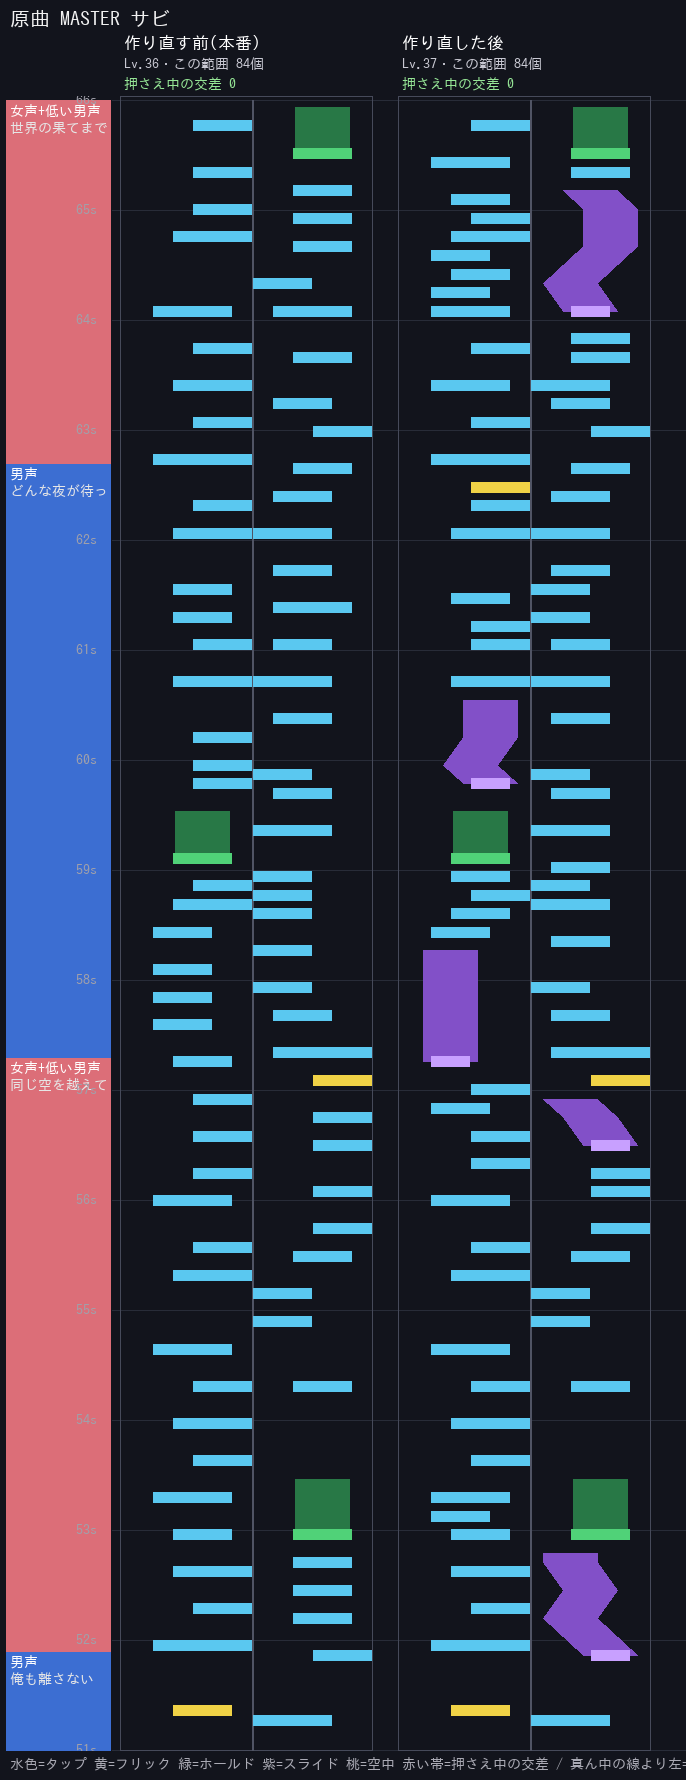 原曲 MASTER サビ
作り直す前(本番)
Lv.36・この範囲 84個
押さえ中の交差 0
作り直した後
Lv.37・この範囲 84個
押さえ中の交差 0
66s
女声+低い男声
世界の果てまで
65s
64s
63s
男声
どんな夜が待っ
62s
61s
60s
59s
58s
女声+低い男声
同じ空を越えて
57s
56s
55s
54s
53s
52s
男声
俺も離さない
51s
水色=タップ 黄=フリック 緑=ホールド 紫=スライド 桃=空中 赤い帯=押さえ中の交差 / 真ん中の線より左=